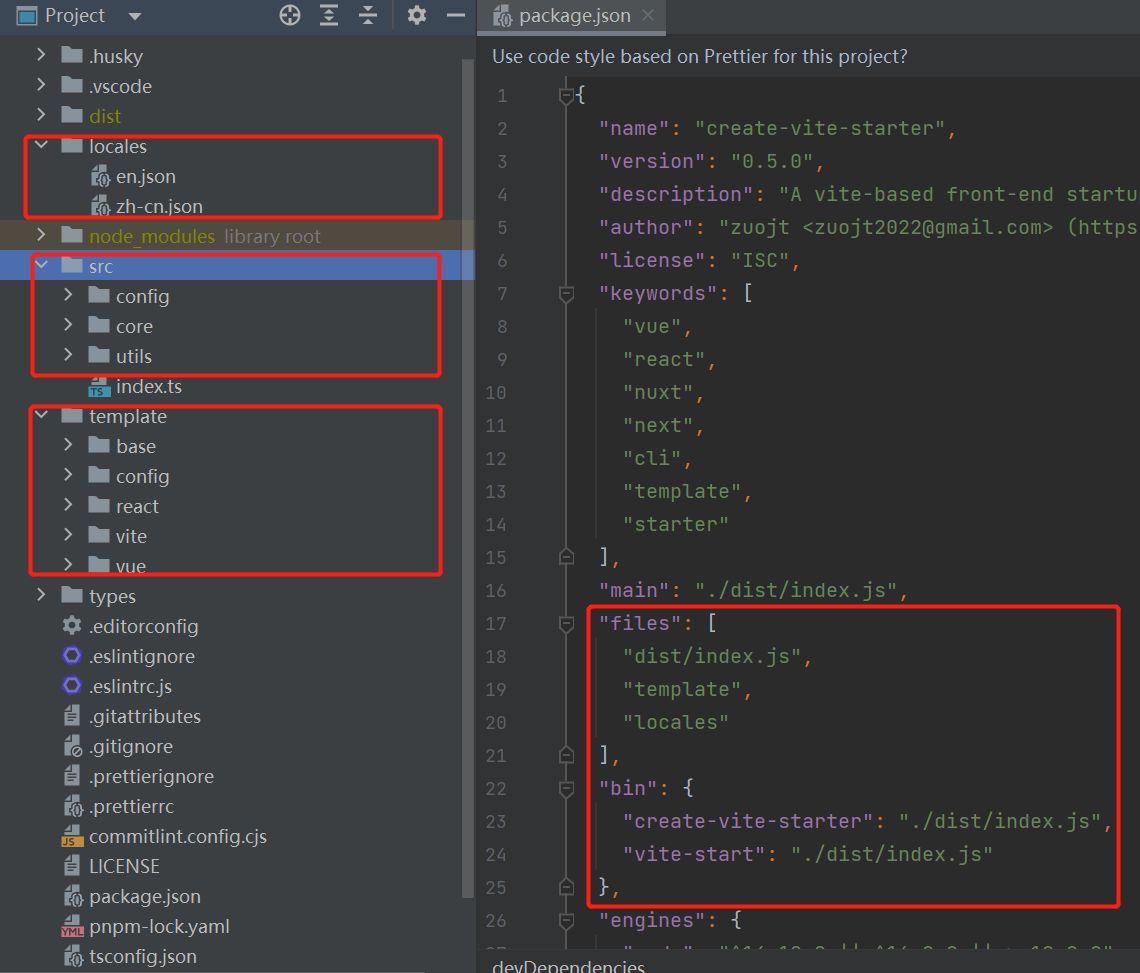 Project
.husky
.vscode
dist
locales
en.json
zh-cn.json
node_modules library root
src
config
core
utils
index.ts
template
base
config
react
vite
vue
types
.editorconfig
.eslintignore
.eslintrc.js
.gitattributes
.gitignore
.prettierignore
.prettierrc
commitlint.config.cjs
LICENSE
package.json
pnpm-lock.yaml
tsconfig.json
package.json
Use code style based on Prettier for this project?
1 {
2 "name": "create-vite-starter",
3 "version": "0.5.0",
4 "description": "A vite-based front-end startu
5 "author": "zuojt <zuojt2022@gmail.com> (https
6 "license": "ISC",
7 "keywords": [
8 "vue",
9 "react",
10 "nuxt",
11 "next",
12 "cli",
13 "template",
14 "starter"
15 ],
16 "main": "./dist/index.js",
17 "files": [
18 "dist/index.js",
19 "template",
20 "locales"
21 ],
22 "bin": {
23 "create-vite-starter": "./dist/index.js",
24 "vite-start": "./dist/index.js"
25 },
26 "engines": {
devDependencies